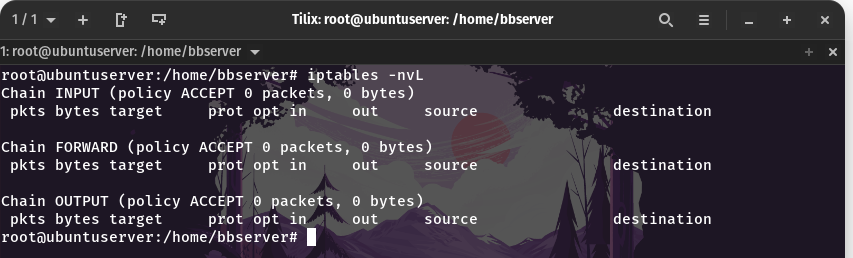 1 / 1
Tilix: root@ubuntuserver: /home/bbserver
1: root@ubuntuserver: /home/bbserver
root@ubuntuserver:/home/bbserver# iptables -nvL
Chain INPUT (policy ACCEPT 0 packets, 0 bytes)
 pkts bytes target     prot opt in     out     source               destination

Chain FORWARD (policy ACCEPT 0 packets, 0 bytes)
 pkts bytes target     prot opt in     out     source               destination

Chain OUTPUT (policy ACCEPT 0 packets, 0 bytes)
 pkts bytes target     prot opt in     out     source               destination
root@ubuntuserver:/home/bbserver#